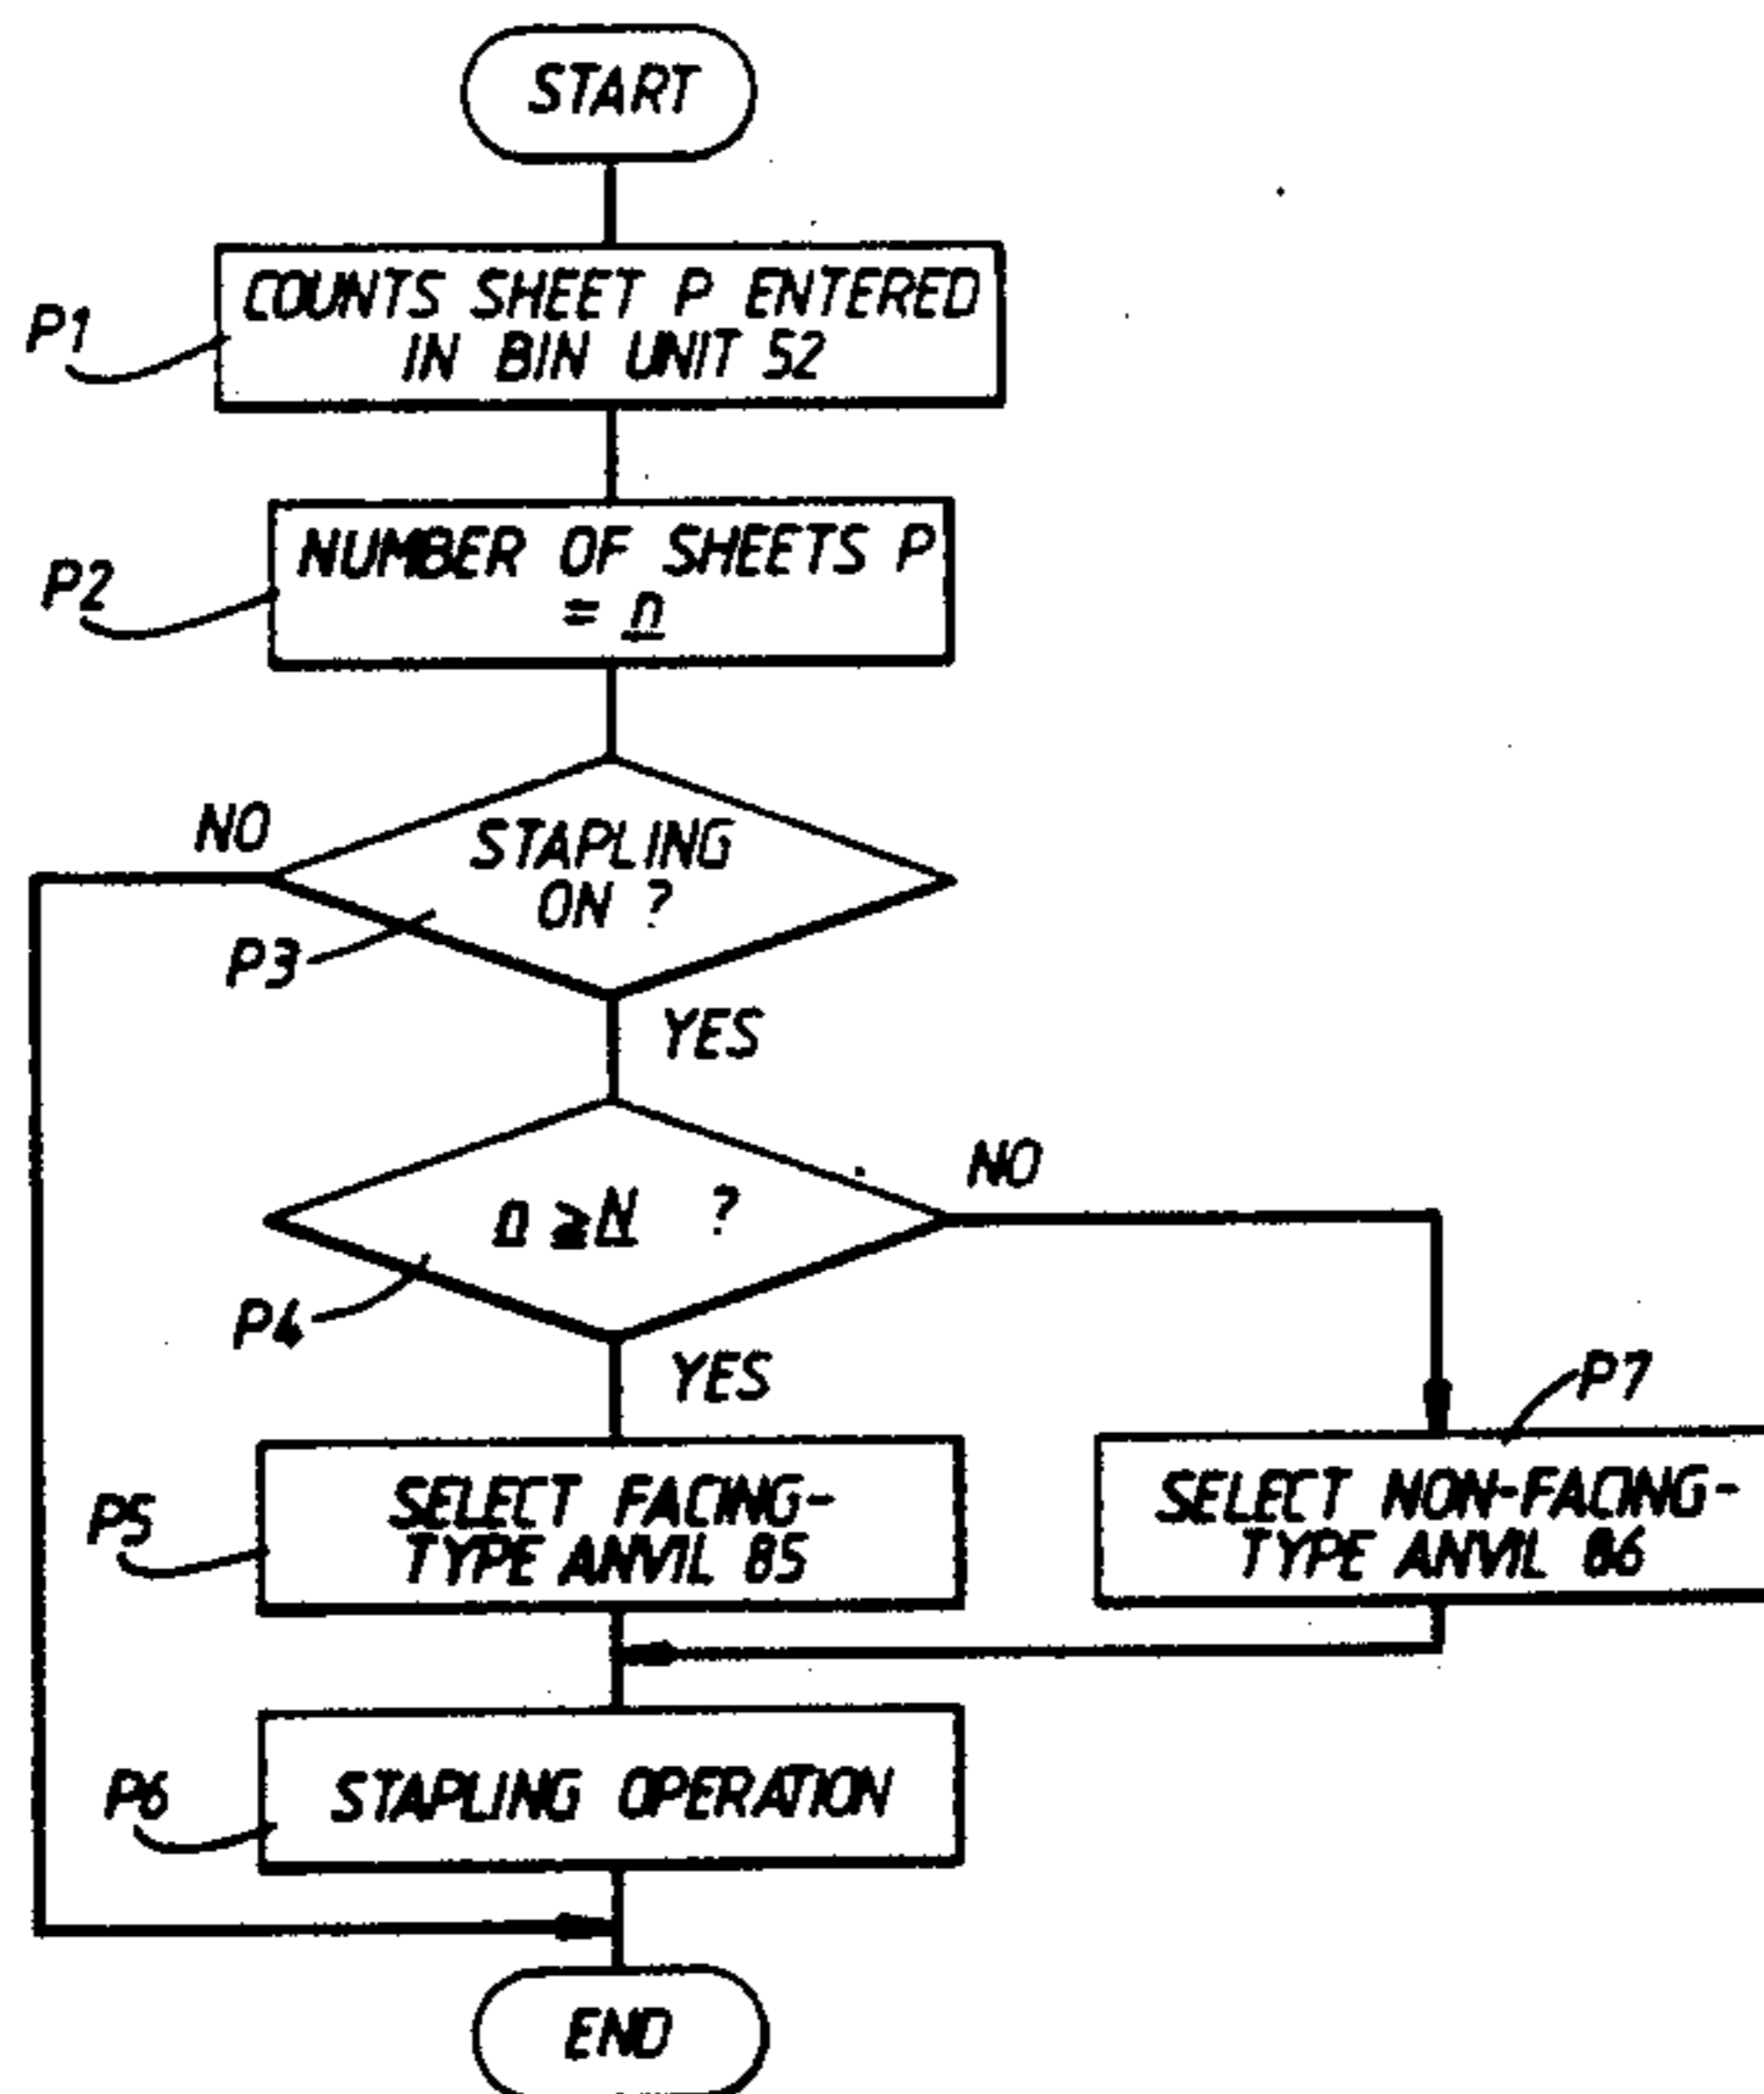 START
P1
COUNTS SHEET P ENTERED
IN BIN UNIT 52
P2
NUMBER OF SHEETS P
= n
NO
STAPLING
ON ?
P3
YES
NO
n ≧ N ?
P4
YES
P7
P5
SELECT FACING-
TYPE ANVIL 85
SELECT NON-FACING-
TYPE ANVIL 86
P6
STAPLING OPERATION
END